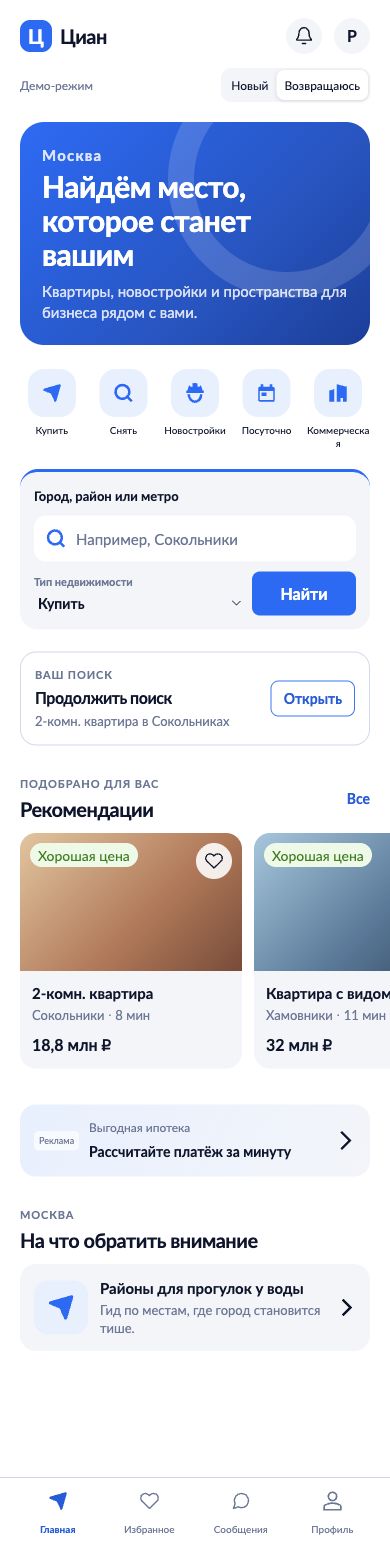 Ц Циан
P
Демо-режим
Новый Возвращаюсь
Москва
Найдём место,
которое станет
вашим
Квартиры, новостройки и пространства для
бизнеса рядом с вами.
Купить Снять Новостройки Посуточно Коммерческа
я
Город, район или метро
Например, Сокольники
Тип недвижимости
Купить
Найти
ВАШ ПОИСК
Продолжить поиск
2-комн. квартира в Сокольниках
Открыть
ПОДОБРАНО ДЛЯ ВАС
Рекомендации
Все
Хорошая цена
2-комн. квартира
Сокольники · 8 мин
18,8 млн ₽
Хорошая цена
Квартира с видом
Хамовники · 11 мин
32 млн ₽
Реклама
Выгодная ипотека
Рассчитайте платёж за минуту
МОСКВА
На что обратить внимание
Районы для прогулок у воды
Гид по местам, где город становится
тише.
Главная Избранное Сообщения Профиль